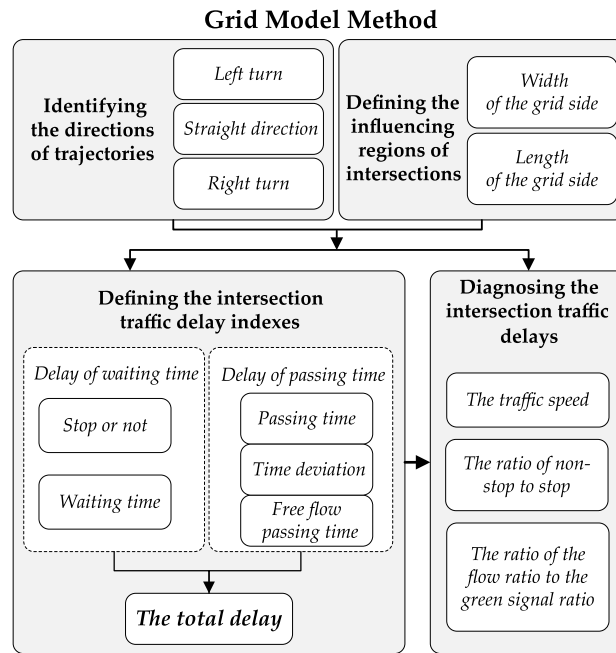 Grid Model Method
Identifying
the directions
of trajectories
Left turn
Straight direction
Right turn
Defining the
influencing
regions of
intersections
Width
of the grid side
Length
of the grid side
Defining the intersection
traffic delay indexes
Delay of waiting time
Stop or not
Waiting time
Delay of passing time
Passing time
Time deviation
Free flow
passing time
The total delay
Diagnosing the
intersection traffic
delays
The traffic speed
The ratio of non-
stop to stop
The ratio of the
flow ratio to the
green signal ratio